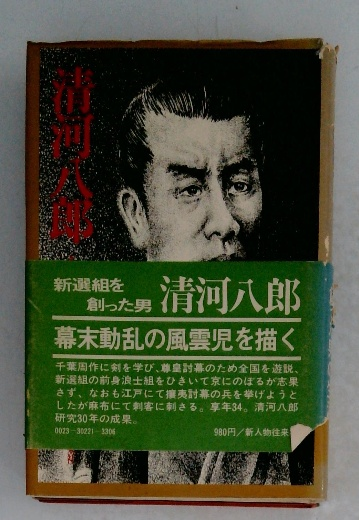 清河八郎
新選組を
創った男 清河八郎
幕末動乱の風雲児を描く
千葉周作に剣を学び、尊皇討幕のため全国を遊説、
新選組の前身浪士組をひきいて京にのぼるが志果
さず、なおも江戸にて攘夷討幕の兵を挙げようと
したが麻布にて刺客に刺さる。享年34。清河八郎
研究30年の成果。
0023-30221-3306
980円/新人物往来